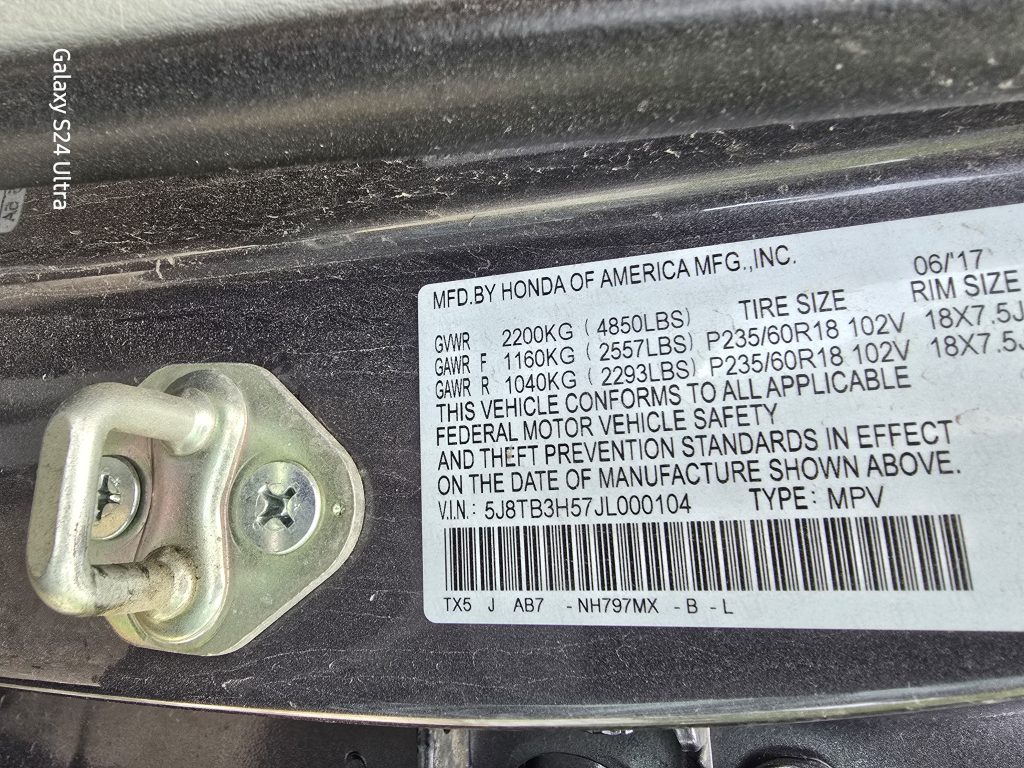 Galaxy S24 Ultra
MFD.BY HONDA OF AMERICA MFG.,INC. 06/'17
TIRE SIZE RIM SIZE
GVWR 2200KG ( 4850LBS)
GAWR F 1160KG ( 2557LBS) P235/60R18 102V 18X7.5J
GAWR R 1040KG ( 2293LBS) P235/60R18 102V 18X7.5J
THIS VEHICLE CONFORMS TO ALL APPLICABLE
FEDERAL MOTOR VEHICLE SAFETY
AND THEFT PREVENTION STANDARDS IN EFFECT
ON THE DATE OF MANUFACTURE SHOWN ABOVE.
V.I.N.: 5J8TB3H57JL000104 TYPE: MPV
TX5 J AB7 -NH797MX -B -L